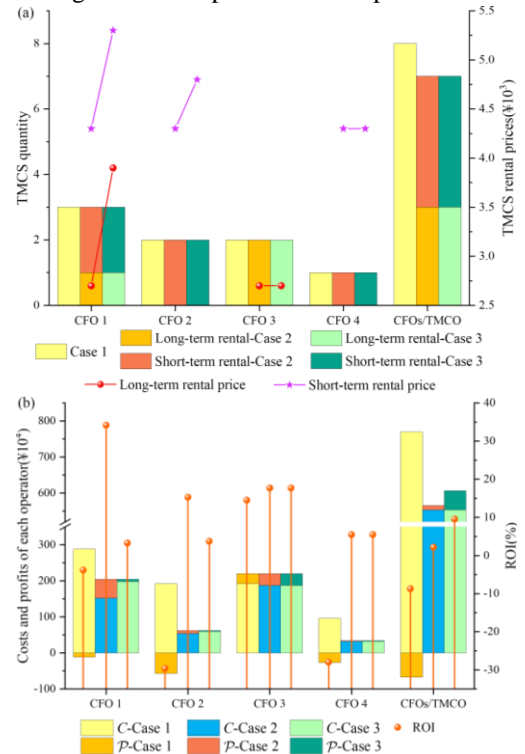 (a)
8
6
4
2
0
TMCS quantity
5.5
5.0
4.5
4.0
3.5
3.0
2.5
TMCS rental prices(¥10³)
CFO 1 CFO 2 CFO 3 CFO 4 CFOs/TMCO
Case 1
Long-term rental-Case 2 Long-term rental-Case 3
Short-term rental-Case 2 Short-term rental-Case 3
Long-term rental price Short-term rental price
(b)
800
700
600
300
200
100
0
-100
Costs and profits of each operator(¥10⁴)
40
30
20
10
0
-10
-20
-30
ROI(%)
CFO 1 CFO 2 CFO 3 CFO 4 CFOs/TMCO
C-Case 1 C-Case 2 C-Case 3 ROI
P-Case 1 P-Case 2 P-Case 3